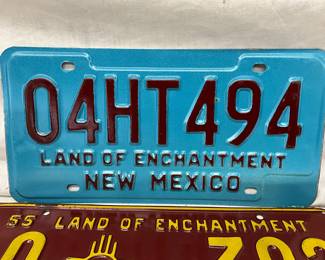 04HT494
LAND OF ENCHANTMENT
NEW MEXICO
55 LAND OF ENCHANTMENT